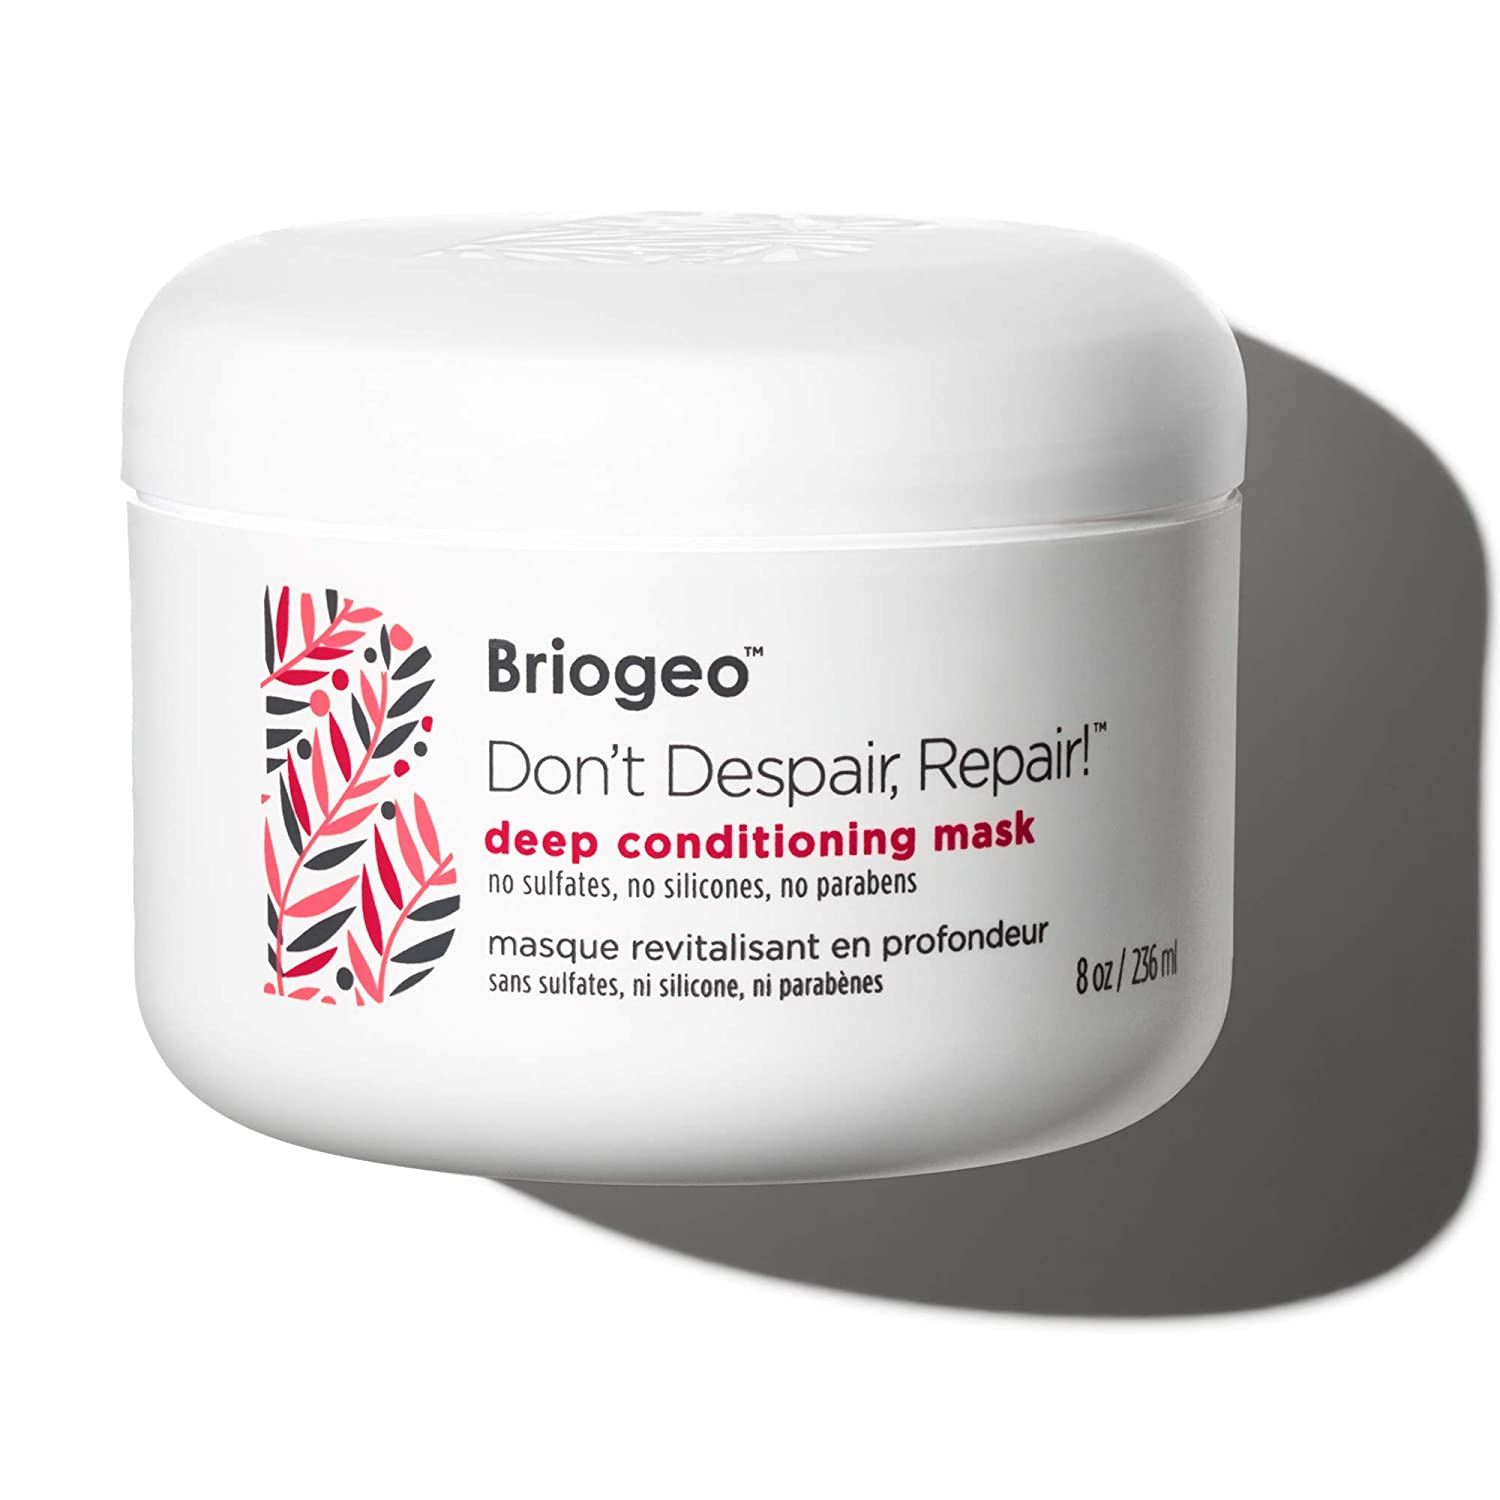 Briogeo™
Don't Despair, Repair!™
deep conditioning mask
no sulfates, no silicones, no parabens
masque revitalisant en profondeur
sans sulfates, ni silicone, ni parabènes
8 oz / 236 ml